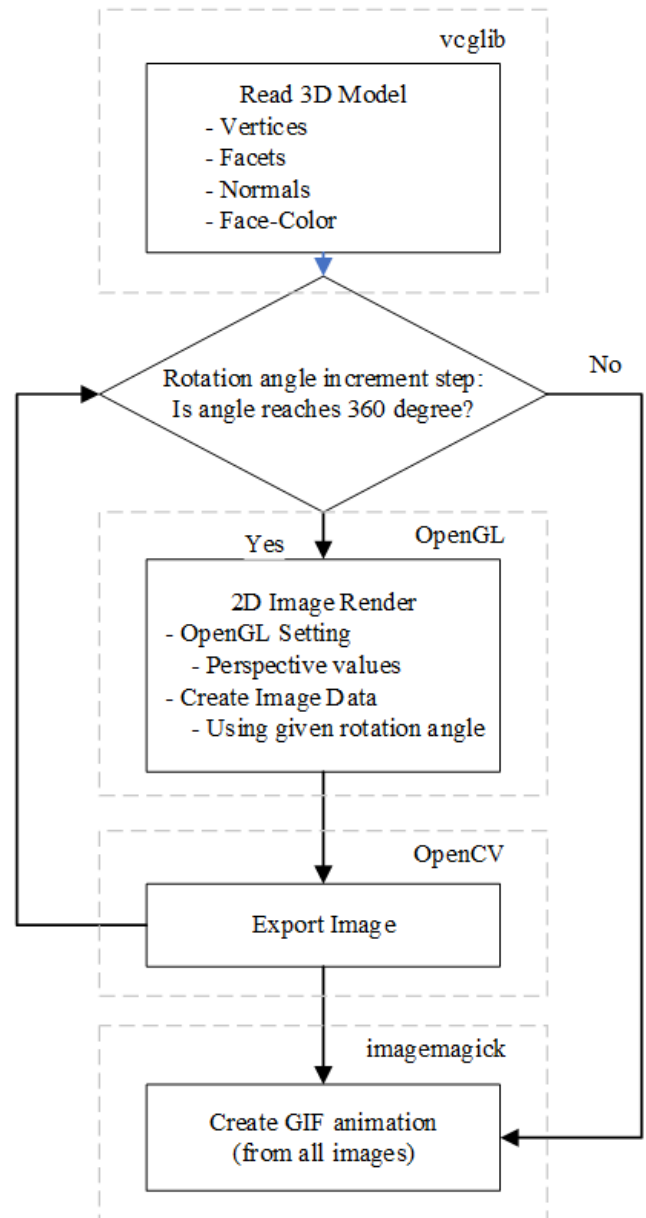 vcglib
Read 3D Model
- Vertices
- Facets
- Normals
- Face-Color
Rotation angle increment step:
Is angle reaches 360 degree?
No
Yes
OpenGL
2D Image Render
- OpenGL Setting
- Perspective values
- Create Image Data
- Using given rotation angle
OpenCV
Export Image
imagemagick
Create GIF animation
(from all images)